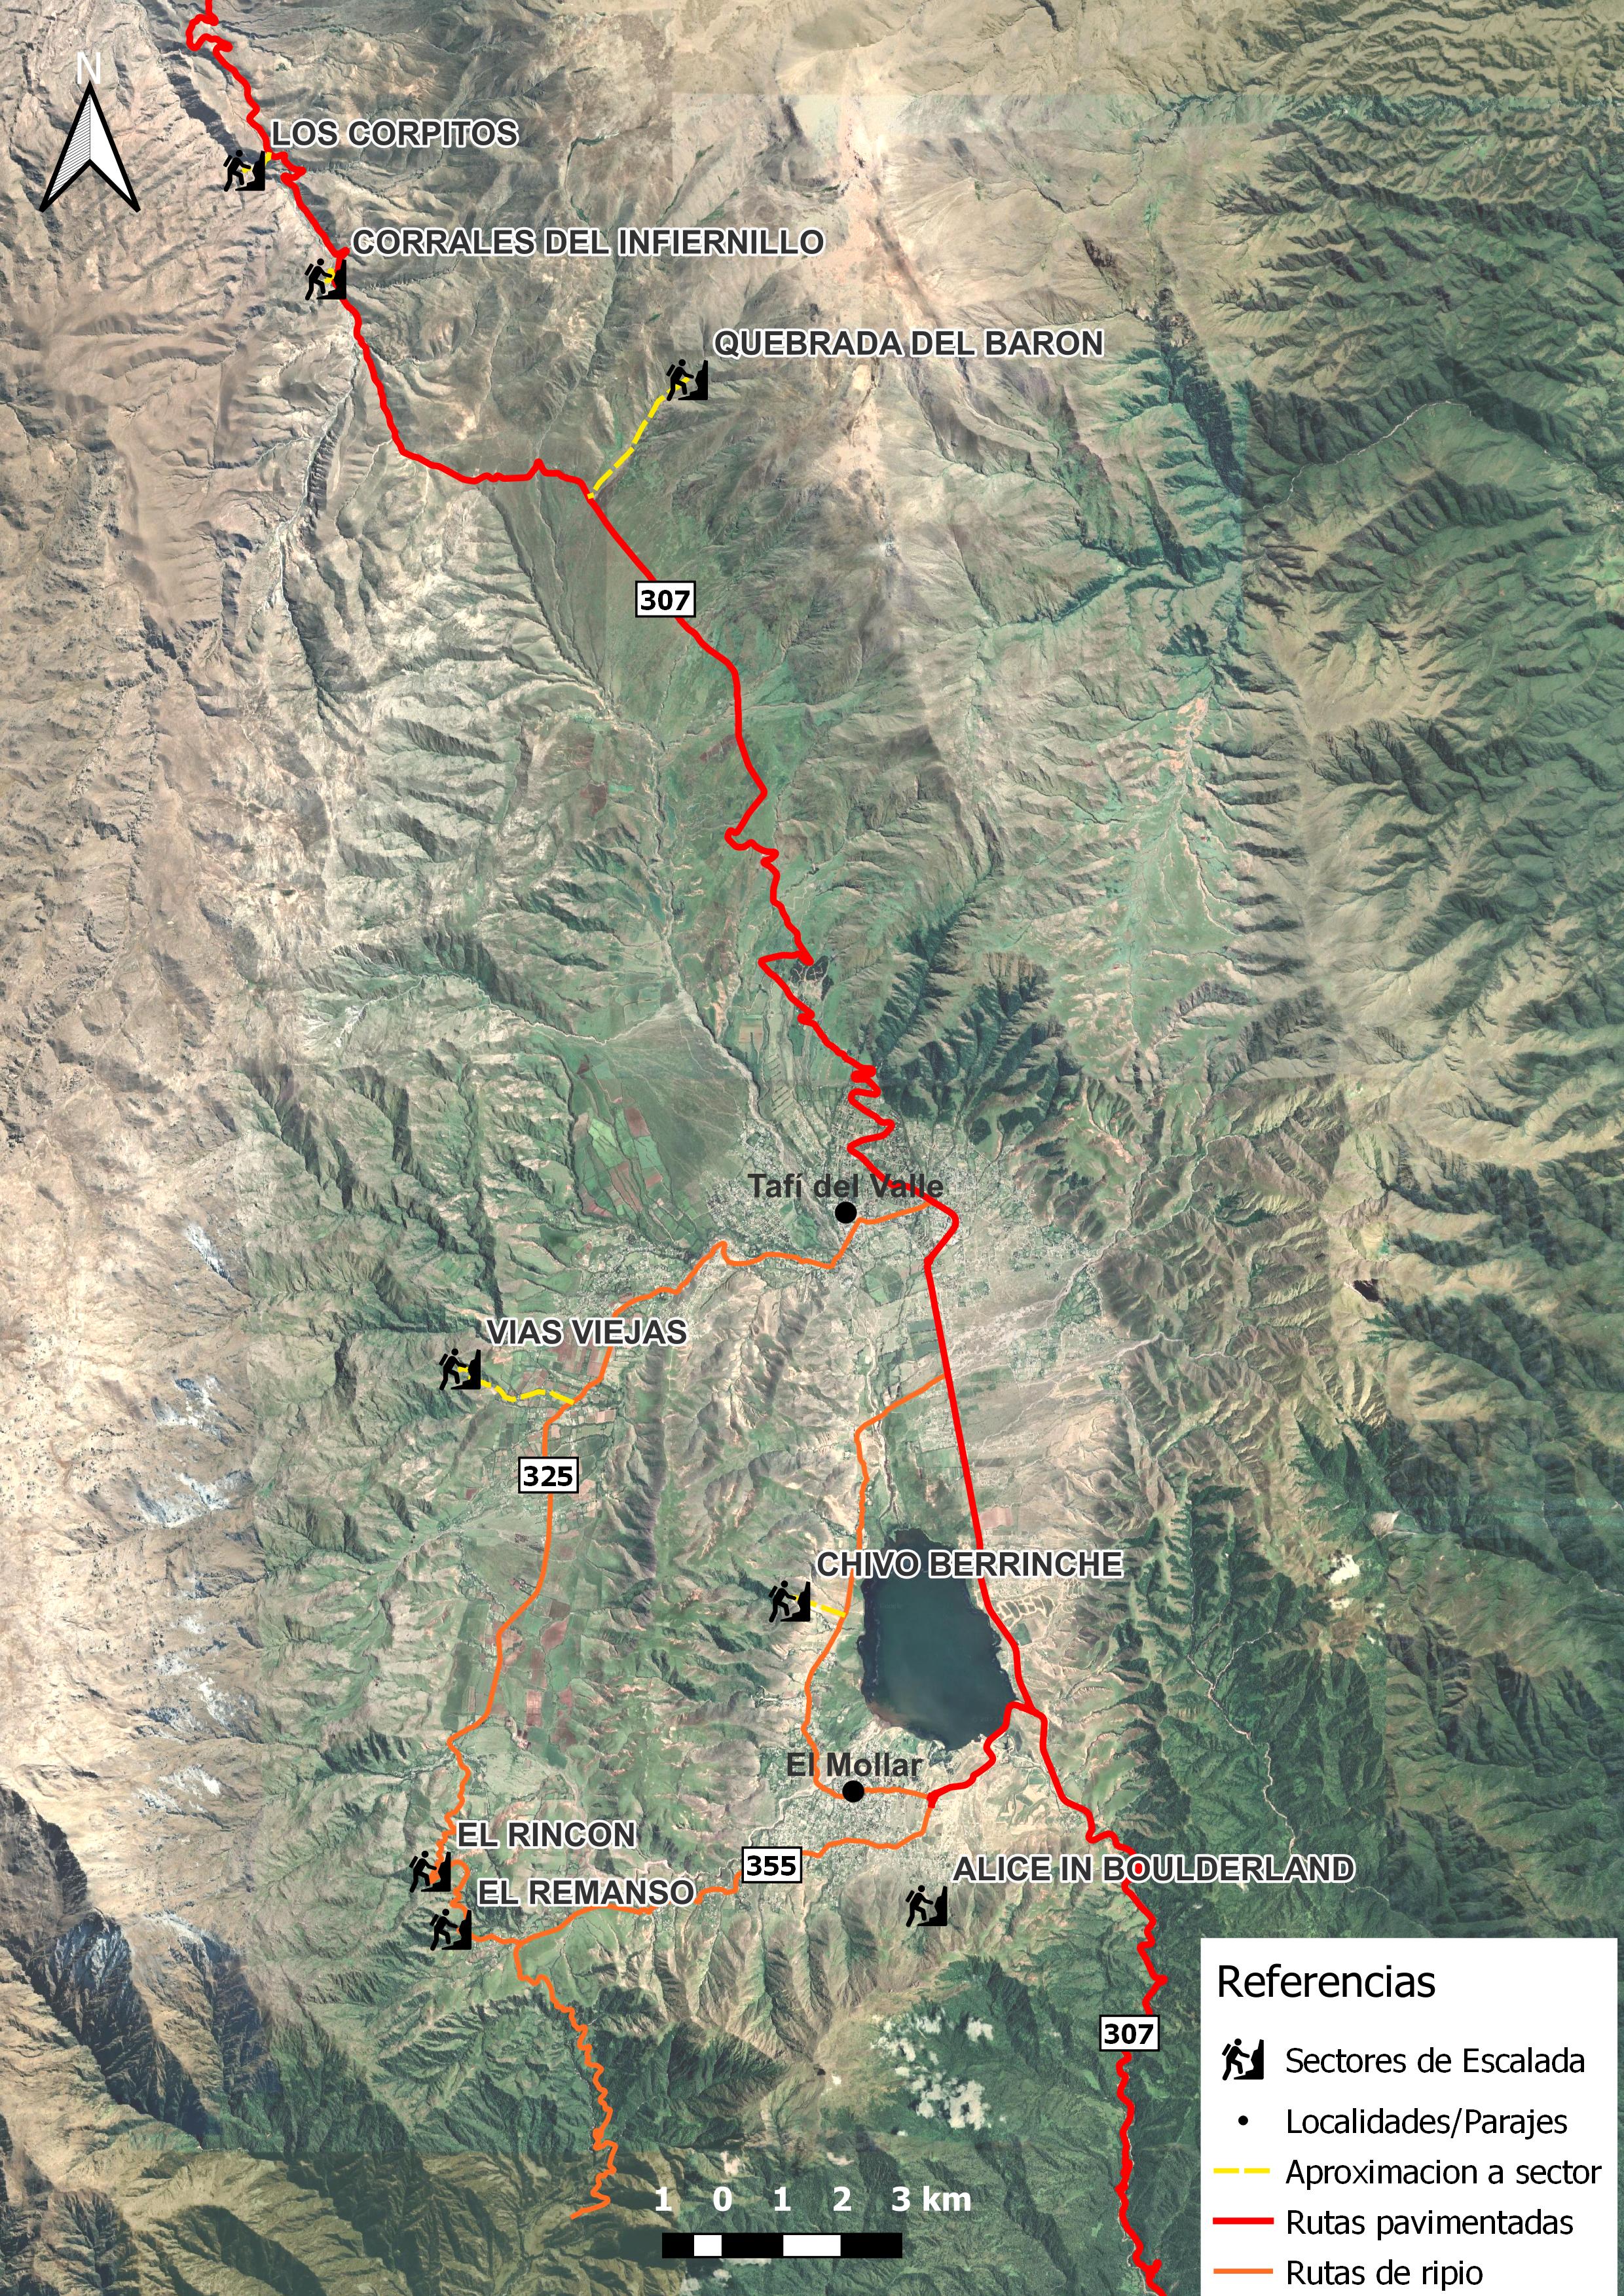 N
LOS CORPITOS
CORRALES DEL INFIERNILLO
QUEBRADA DEL BARON
307
Tafí del Valle
VIAS VIEJAS
325
CHIVO BERRINCHE
El Mollar
EL RINCON
355
ALICE IN BOULDERLAND
EL REMANSO
307
Referencias
Sectores de Escalada
Localidades/Parajes
Aproximacion a sector
Rutas pavimentadas
Rutas de ripio
1 0 1 2 3 km